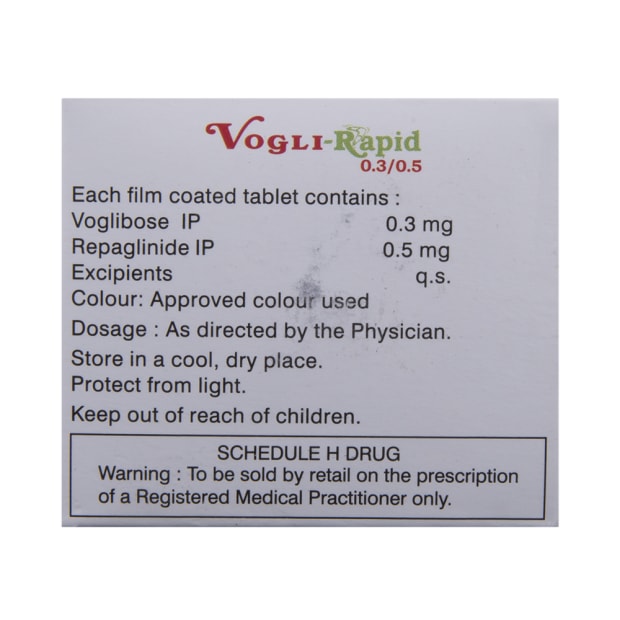 VOGLI-Rapid
0.3/0.5
Each film coated tablet contains :
Voglibose IP 0.3 mg
Repaglinide IP 0.5 mg
Excipients q.s.
Colour: Approved colour used
Dosage : As directed by the Physician.
Store in a cool, dry place.
Protect from light.
Keep out of reach of children.
SCHEDULE H DRUG
Warning : To be sold by retail on the prescription
of a Registered Medical Practitioner only.